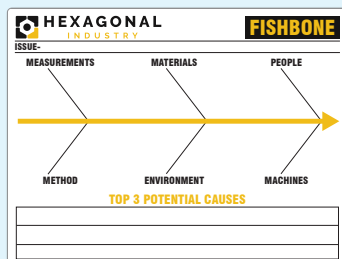 HEXAGONAL
INDUSTRY
FISHBONE
ISSUE-
MEASUREMENTS MATERIALS PEOPLE
METHOD ENVIRONMENT MACHINES
TOP 3 POTENTIAL CAUSES